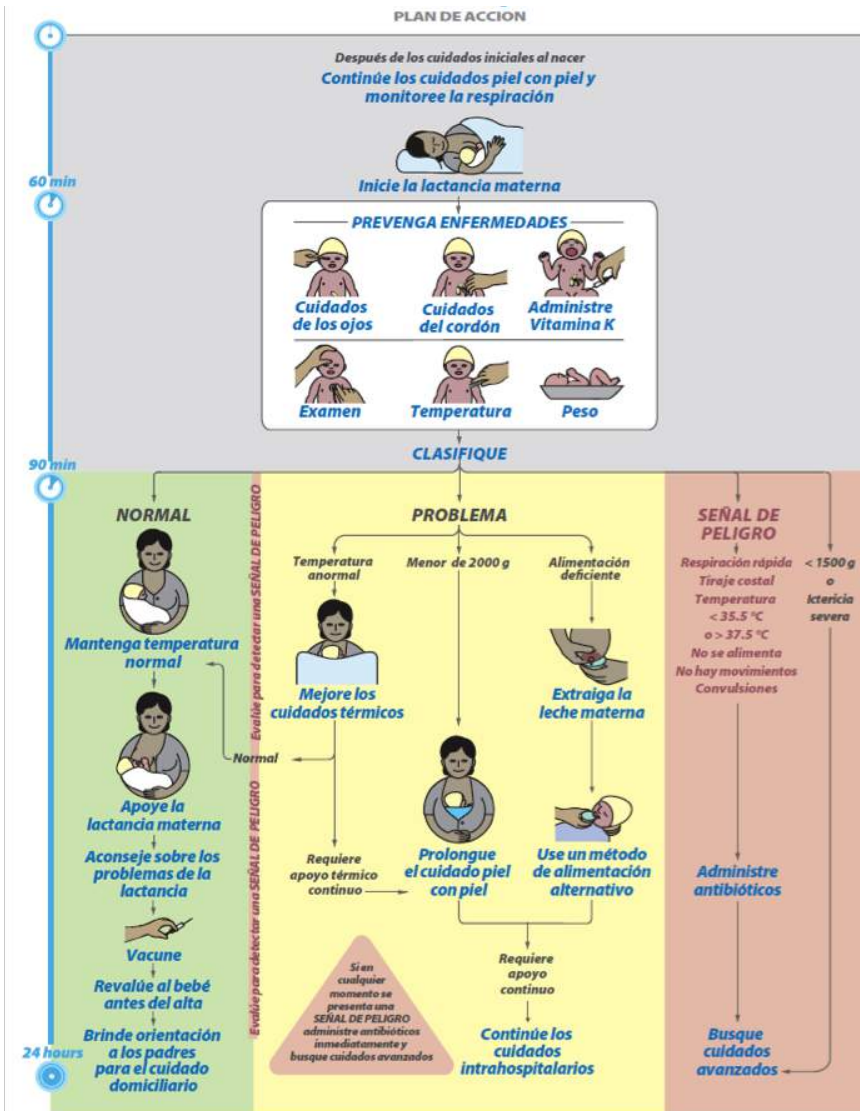 PLAN DE ACCION
Después de los cuidados iniciales al nacer
Continúe los cuidados piel con piel y
monitoree la respiración
60 min
Inicie la lactancia materna
PREVENGA ENFERMEDADES
Cuidados
de los ojos
Cuidados
del cordón
Administre
Vitamina K
Examen
Temperatura
Peso
90 min
CLASIFIQUE
NORMAL
Mantenga temperatura
normal
Apoye la
lactancia materna
Aconseje sobre los
problemas de la
lactancia
Vacune
Revalúe al bebé
antes del alta
Brinde orientación
a los padres
para el cuidado
domiciliario
24 hours
Evalúe para detectar una SEÑAL DE PELIGRO
Evalúe para detectar una SEÑAL DE PELIGRO
PROBLEMA
Temperatura
anormal
Mejore los
cuidados térmicos
Normal
Requiere
apoyo térmico
continuo
Menor de 2000 g
Prolongue
el cuidado piel
con piel
Alimentación
deficiente
Extraiga la
leche materna
Use un método
de alimentación
alternativo
Requiere
apoyo
continuo
Continúe los
cuidados
intrahospitalarios
Si en
cualquier
momento se
presenta una
SEÑAL DE PELIGRO
administre antibióticos
inmediatamente y
busque cuidados avanzados
SEÑAL DE
PELIGRO
Respiración rápida
Tiraje costal
Temperatura
< 35.5 °C
o > 37.5 °C
No se alimenta
No hay movimientos
Convulsiones
< 1500 g
o
Ictericia
severa
Administre
antibióticos
Busque
cuidados
avanzados